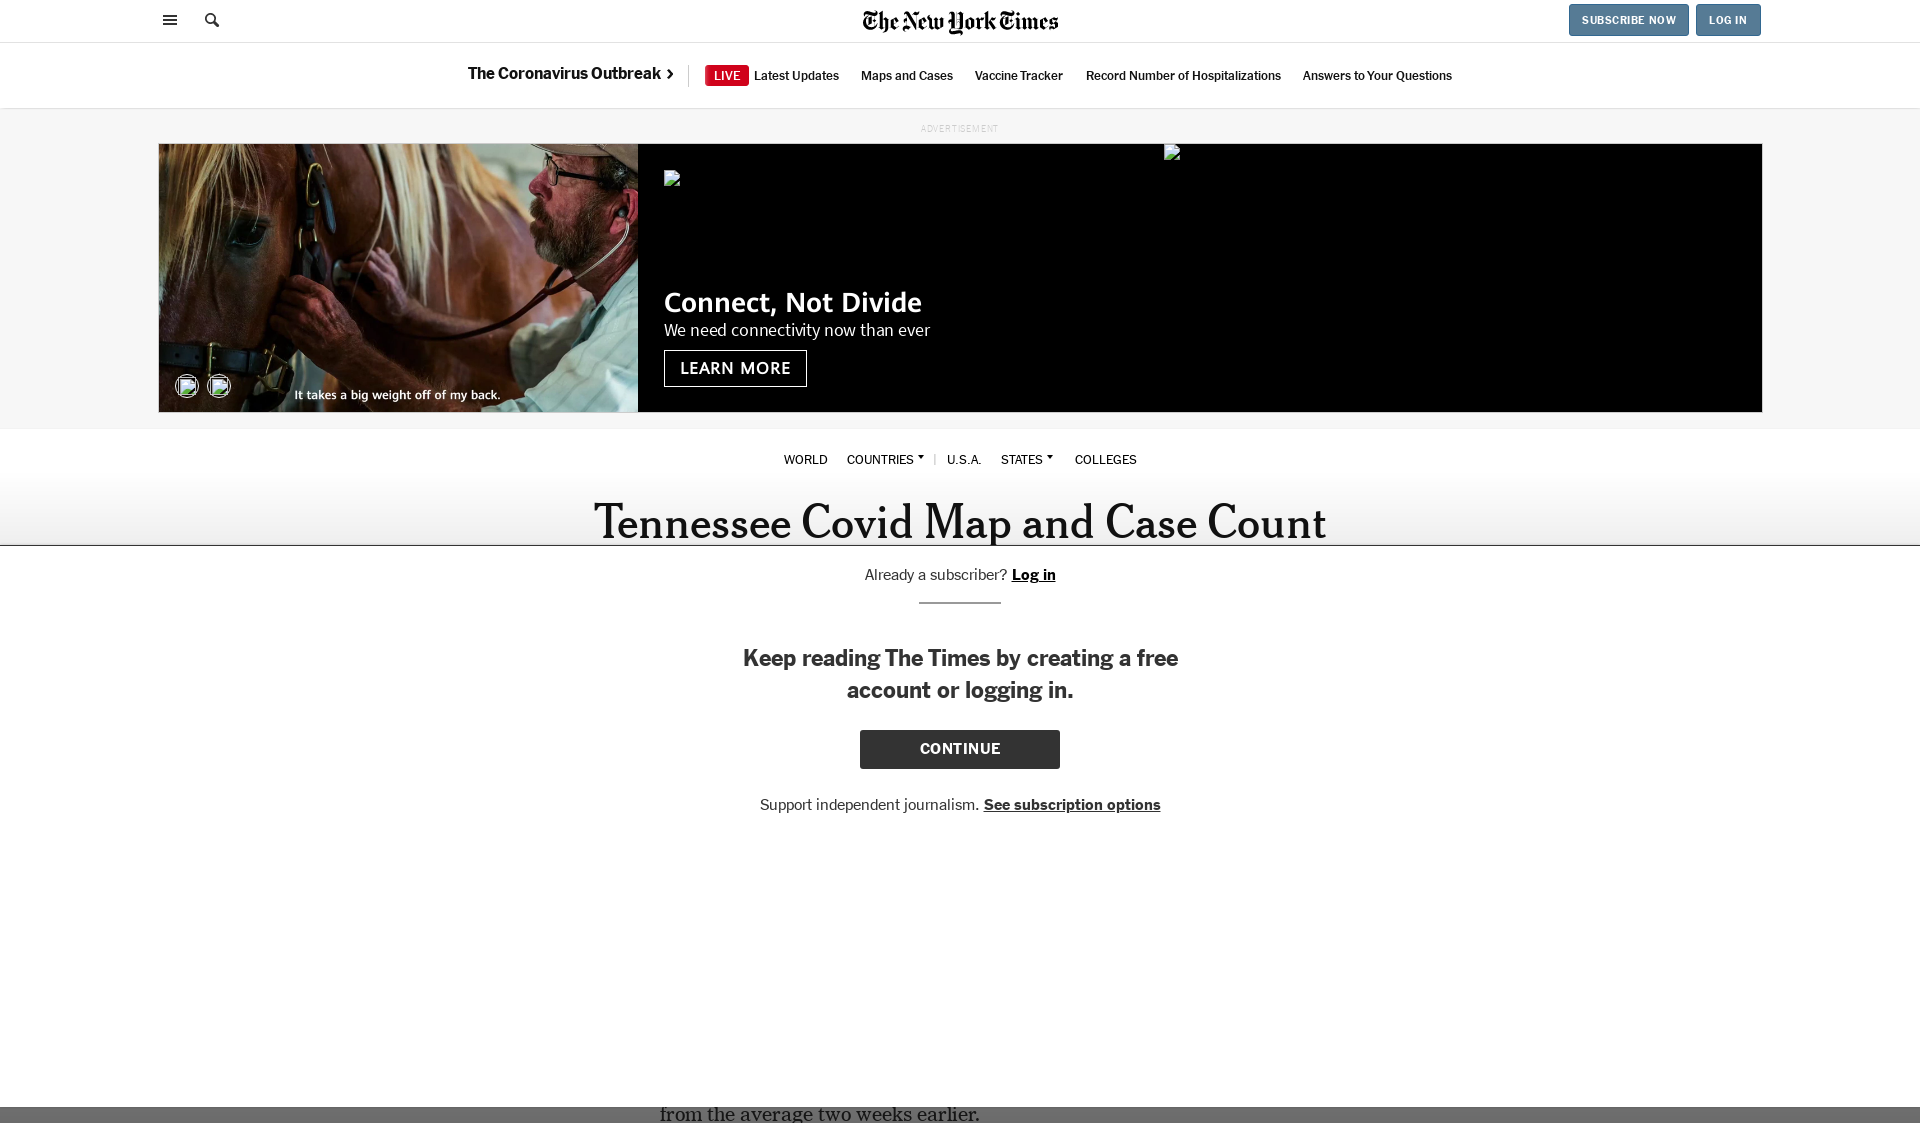 The New York Times
SUBSCRIBE NOW
LOG IN
The Coronavirus Outbreak
LIVE Latest Updates
Maps and Cases
Vaccine Tracker
Record Number of Hospitalizations
Answers to Your Questions
ADVERTISEMENT
Connect, Not Divide
We need connectivity now than ever
LEARN MORE
It takes a big weight off of my back.
WORLD
COUNTRIES
U.S.A.
STATES
COLLEGES
Tennessee Covid Map and Case Count
Already a subscriber? Log in
Keep reading The Times by creating a free
account or logging in.
CONTINUE
Support independent journalism. See subscription options
from the average two weeks earlier.